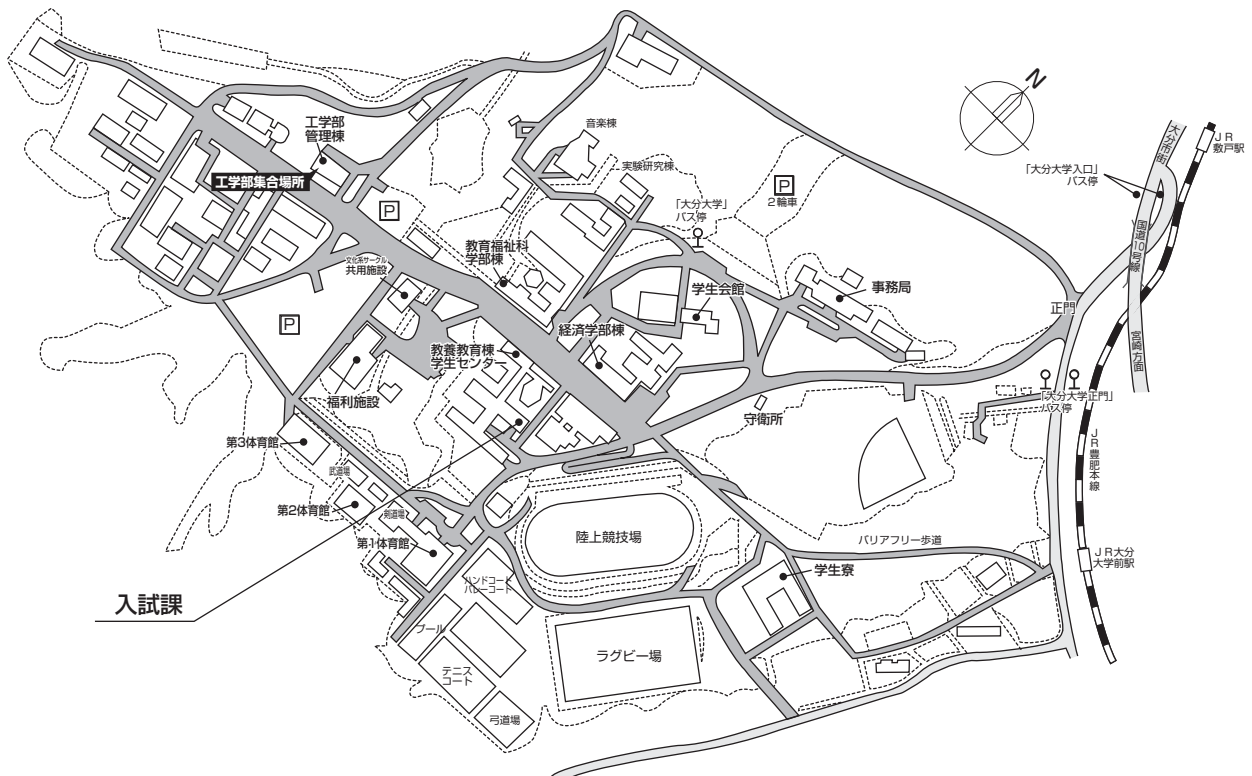 N
大分市街
JR
敷戸駅
「大分大学入口」
バス停
国道10号線
宮崎方面
正門
「大分大学正門」
バス停
JR豊肥本線
JR大分
大学前駅
工学部
管理棟
工学部集合場所
P
音楽棟
実験研究棟
「大分大学」
バス停
P
2輪車
教育福祉科
学部棟
文化系サークル
共用施設
学生会館
事務局
P
経済学部棟
教養教育棟
学生センター
福利施設
守衛所
第3体育館
武道場
第2体育館
剣道場
第1体育館
陸上競技場
バリアフリー歩道
学生寮
入試課
ハンドコート
バレーコート
プール
テニス
コート
ラグビー場
弓道場